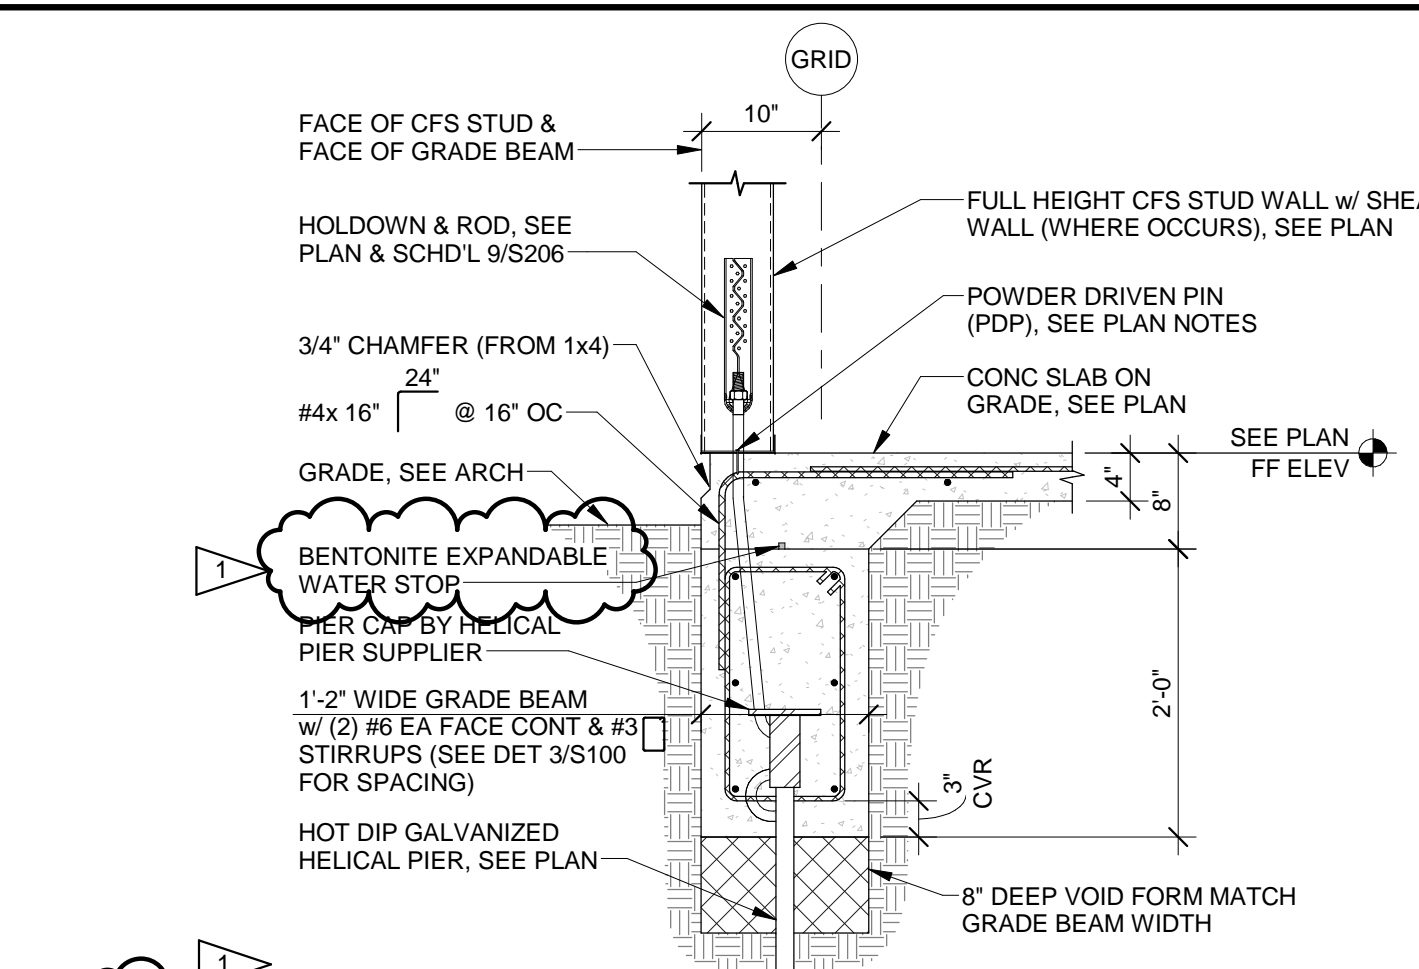 GRID
10"
FACE OF CFS STUD &
FACE OF GRADE BEAM
HOLDOWN & ROD, SEE
PLAN & SCHD'L 9/S206
3/4" CHAMFER (FROM 1x4)
24"
#4x 16" @ 16" OC
GRADE, SEE ARCH
1
BENTONITE EXPANDABLE
WATER STOP
PIER CAP BY HELICAL
PIER SUPPLIER
1'-2" WIDE GRADE BEAM
w/ (2) #6 EA FACE CONT & #3
STIRRUPS (SEE DET 3/S100
FOR SPACING)
HOT DIP GALVANIZED
HELICAL PIER, SEE PLAN
FULL HEIGHT CFS STUD WALL w/ SHEA
WALL (WHERE OCCURS), SEE PLAN
POWDER DRIVEN PIN
(PDP), SEE PLAN NOTES
CONC SLAB ON
GRADE, SEE PLAN
SEE PLAN
FF ELEV
4"
8"
2'-0"
3"
CVR
8" DEEP VOID FORM MATCH
GRADE BEAM WIDTH
1